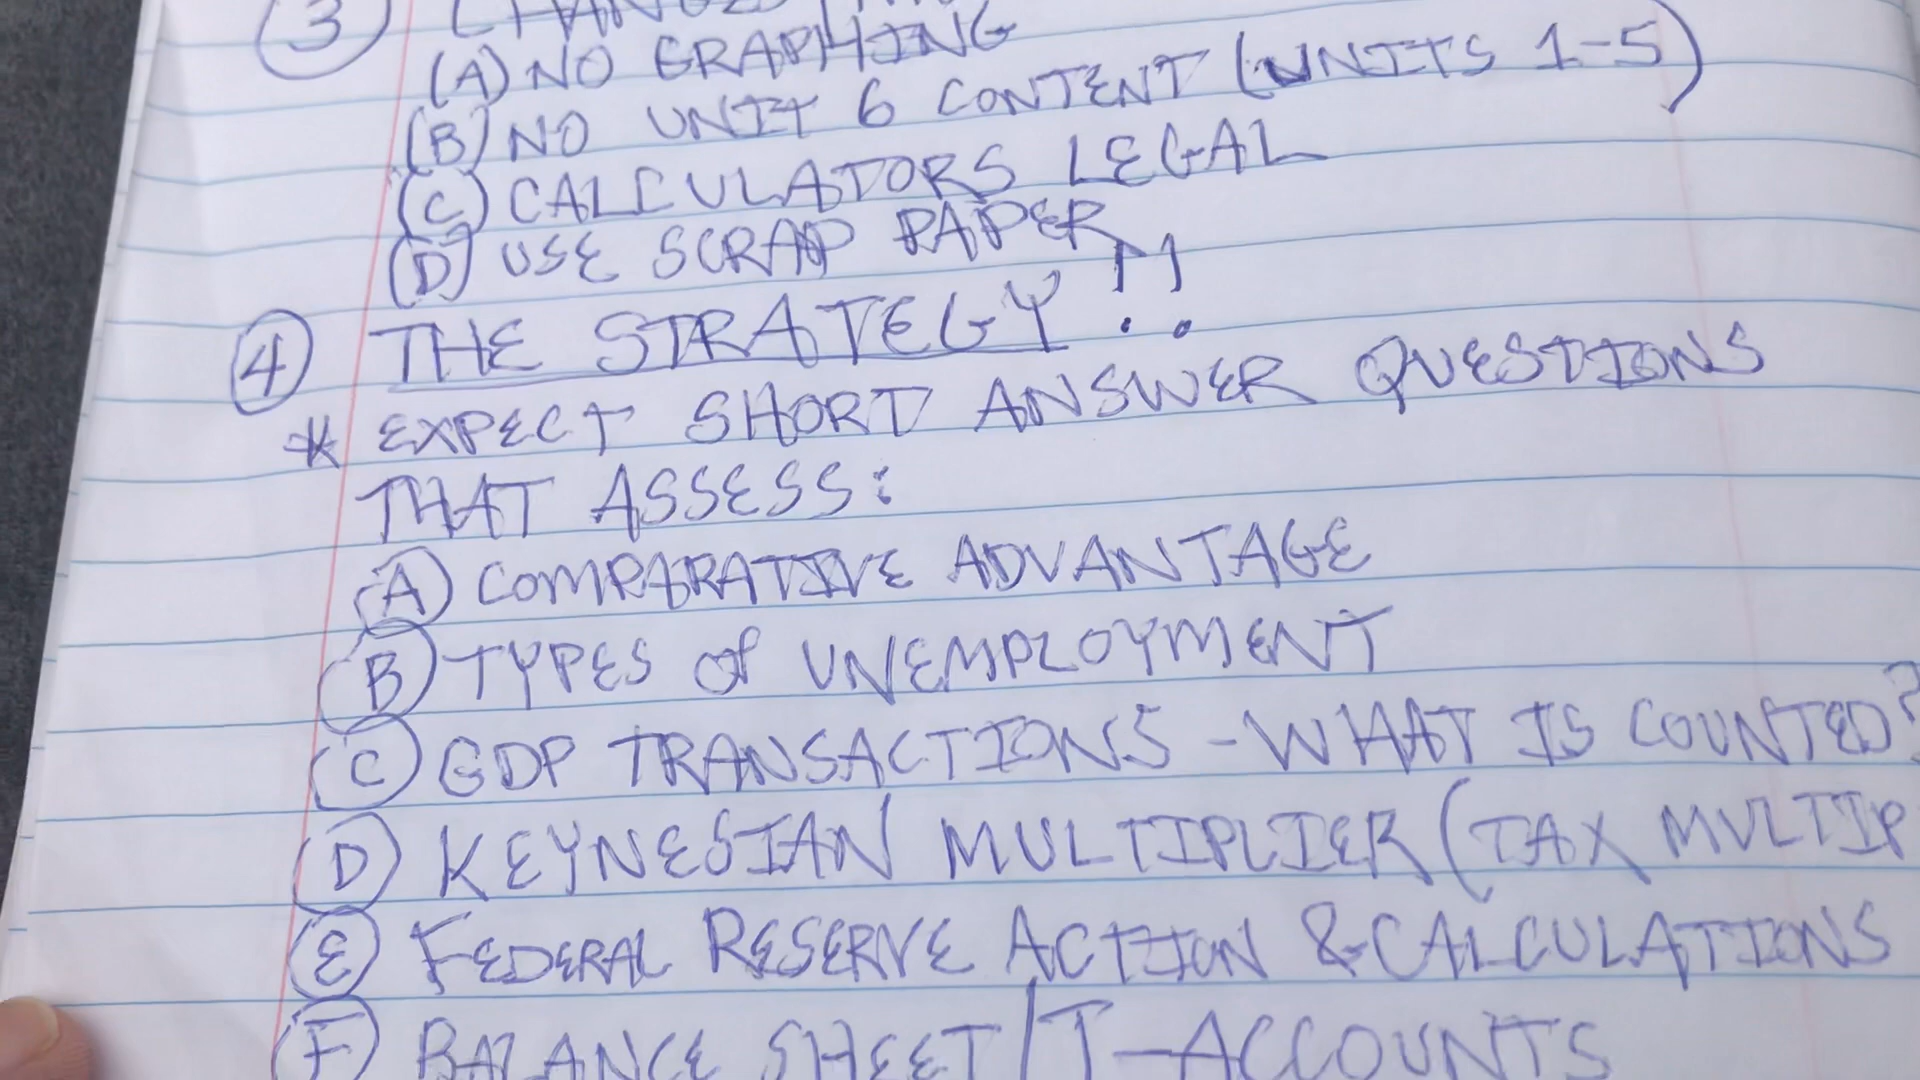 3
(A) NO GRAPHING
(B) NO UNIT 6 CONTENT (UNITS 1-5)
(C) CALCULATORS LEGAL
(D) USE SCRAP PAPER
4 THE STRATEGY!!
* EXPECT SHORT ANSWER QUESTIONS
THAT ASSESS:
A COMPARATIVE ADVANTAGE
B TYPES of UNEMPLOYMENT
C GDP TRANSACTIONS - WHAT IS COUNTED?
D KEYNESIAN MULTIPLIER (TAX MULTIP
E FEDERAL RESERVE ACTION & CALCULATIONS
F BALANCE SHEET/T-ACCOUNTS